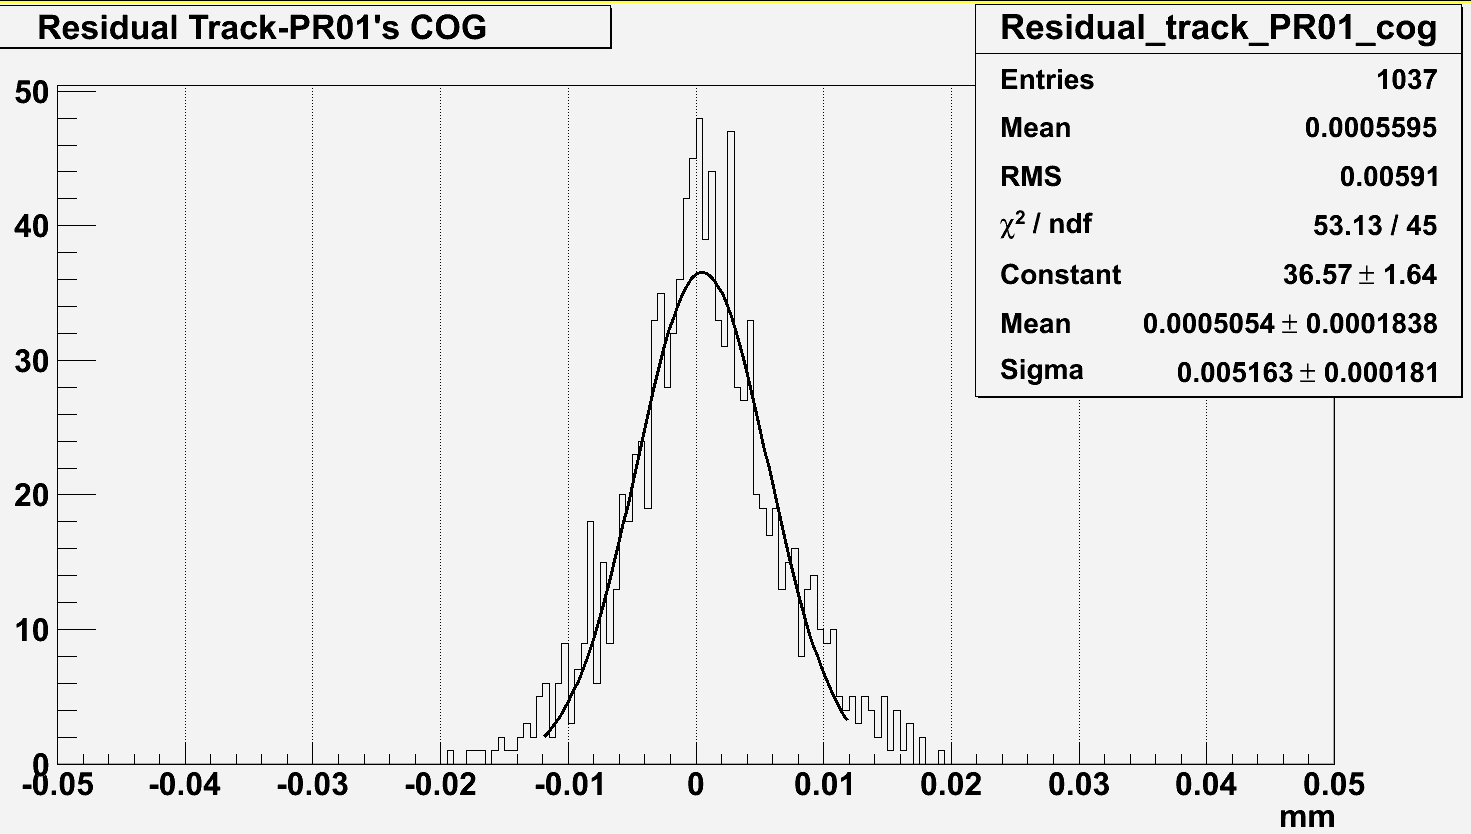 Residual Track-PR01's COG
Residual_track_PR01_cog
Entries 1037
Mean 0.0005595
RMS 0.00591
χ² / ndf 53.13 / 45
Constant 36.57 ± 1.64
Mean 0.0005054 ± 0.0001838
Sigma 0.005163 ± 0.000181
50
40
30
20
10
0
-0.05 -0.04 -0.03 -0.02 -0.01 0 0.01 0.02 0.03 0.04 0.05
mm